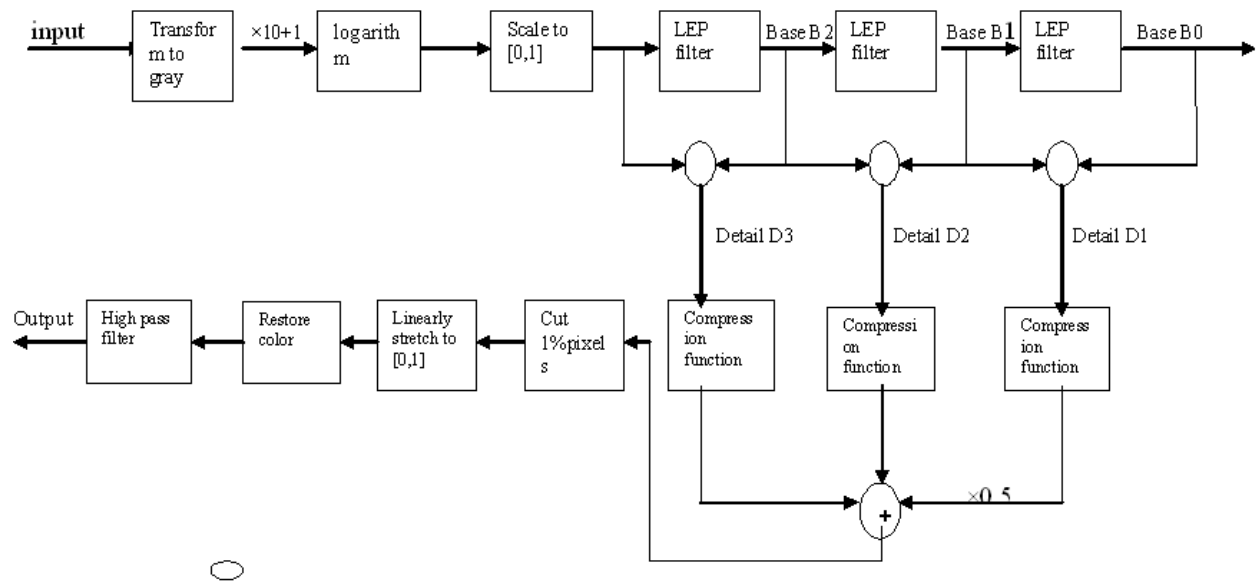 input
Transfor
m to
gray
×10+1
logarith
m
Scale to
[0,1]
LEP
filter
Base B2
LEP
filter
Base B1
LEP
filter
Base B0
Detail D3
Detail D2
Detail D1
Output
High pass
filter
Restore
color
Linearly
stretch to
[0,1]
Cut
1%pixel
s
Compress
ion
function
Compressi
on
function
Compress
ion
function
×0.5
+